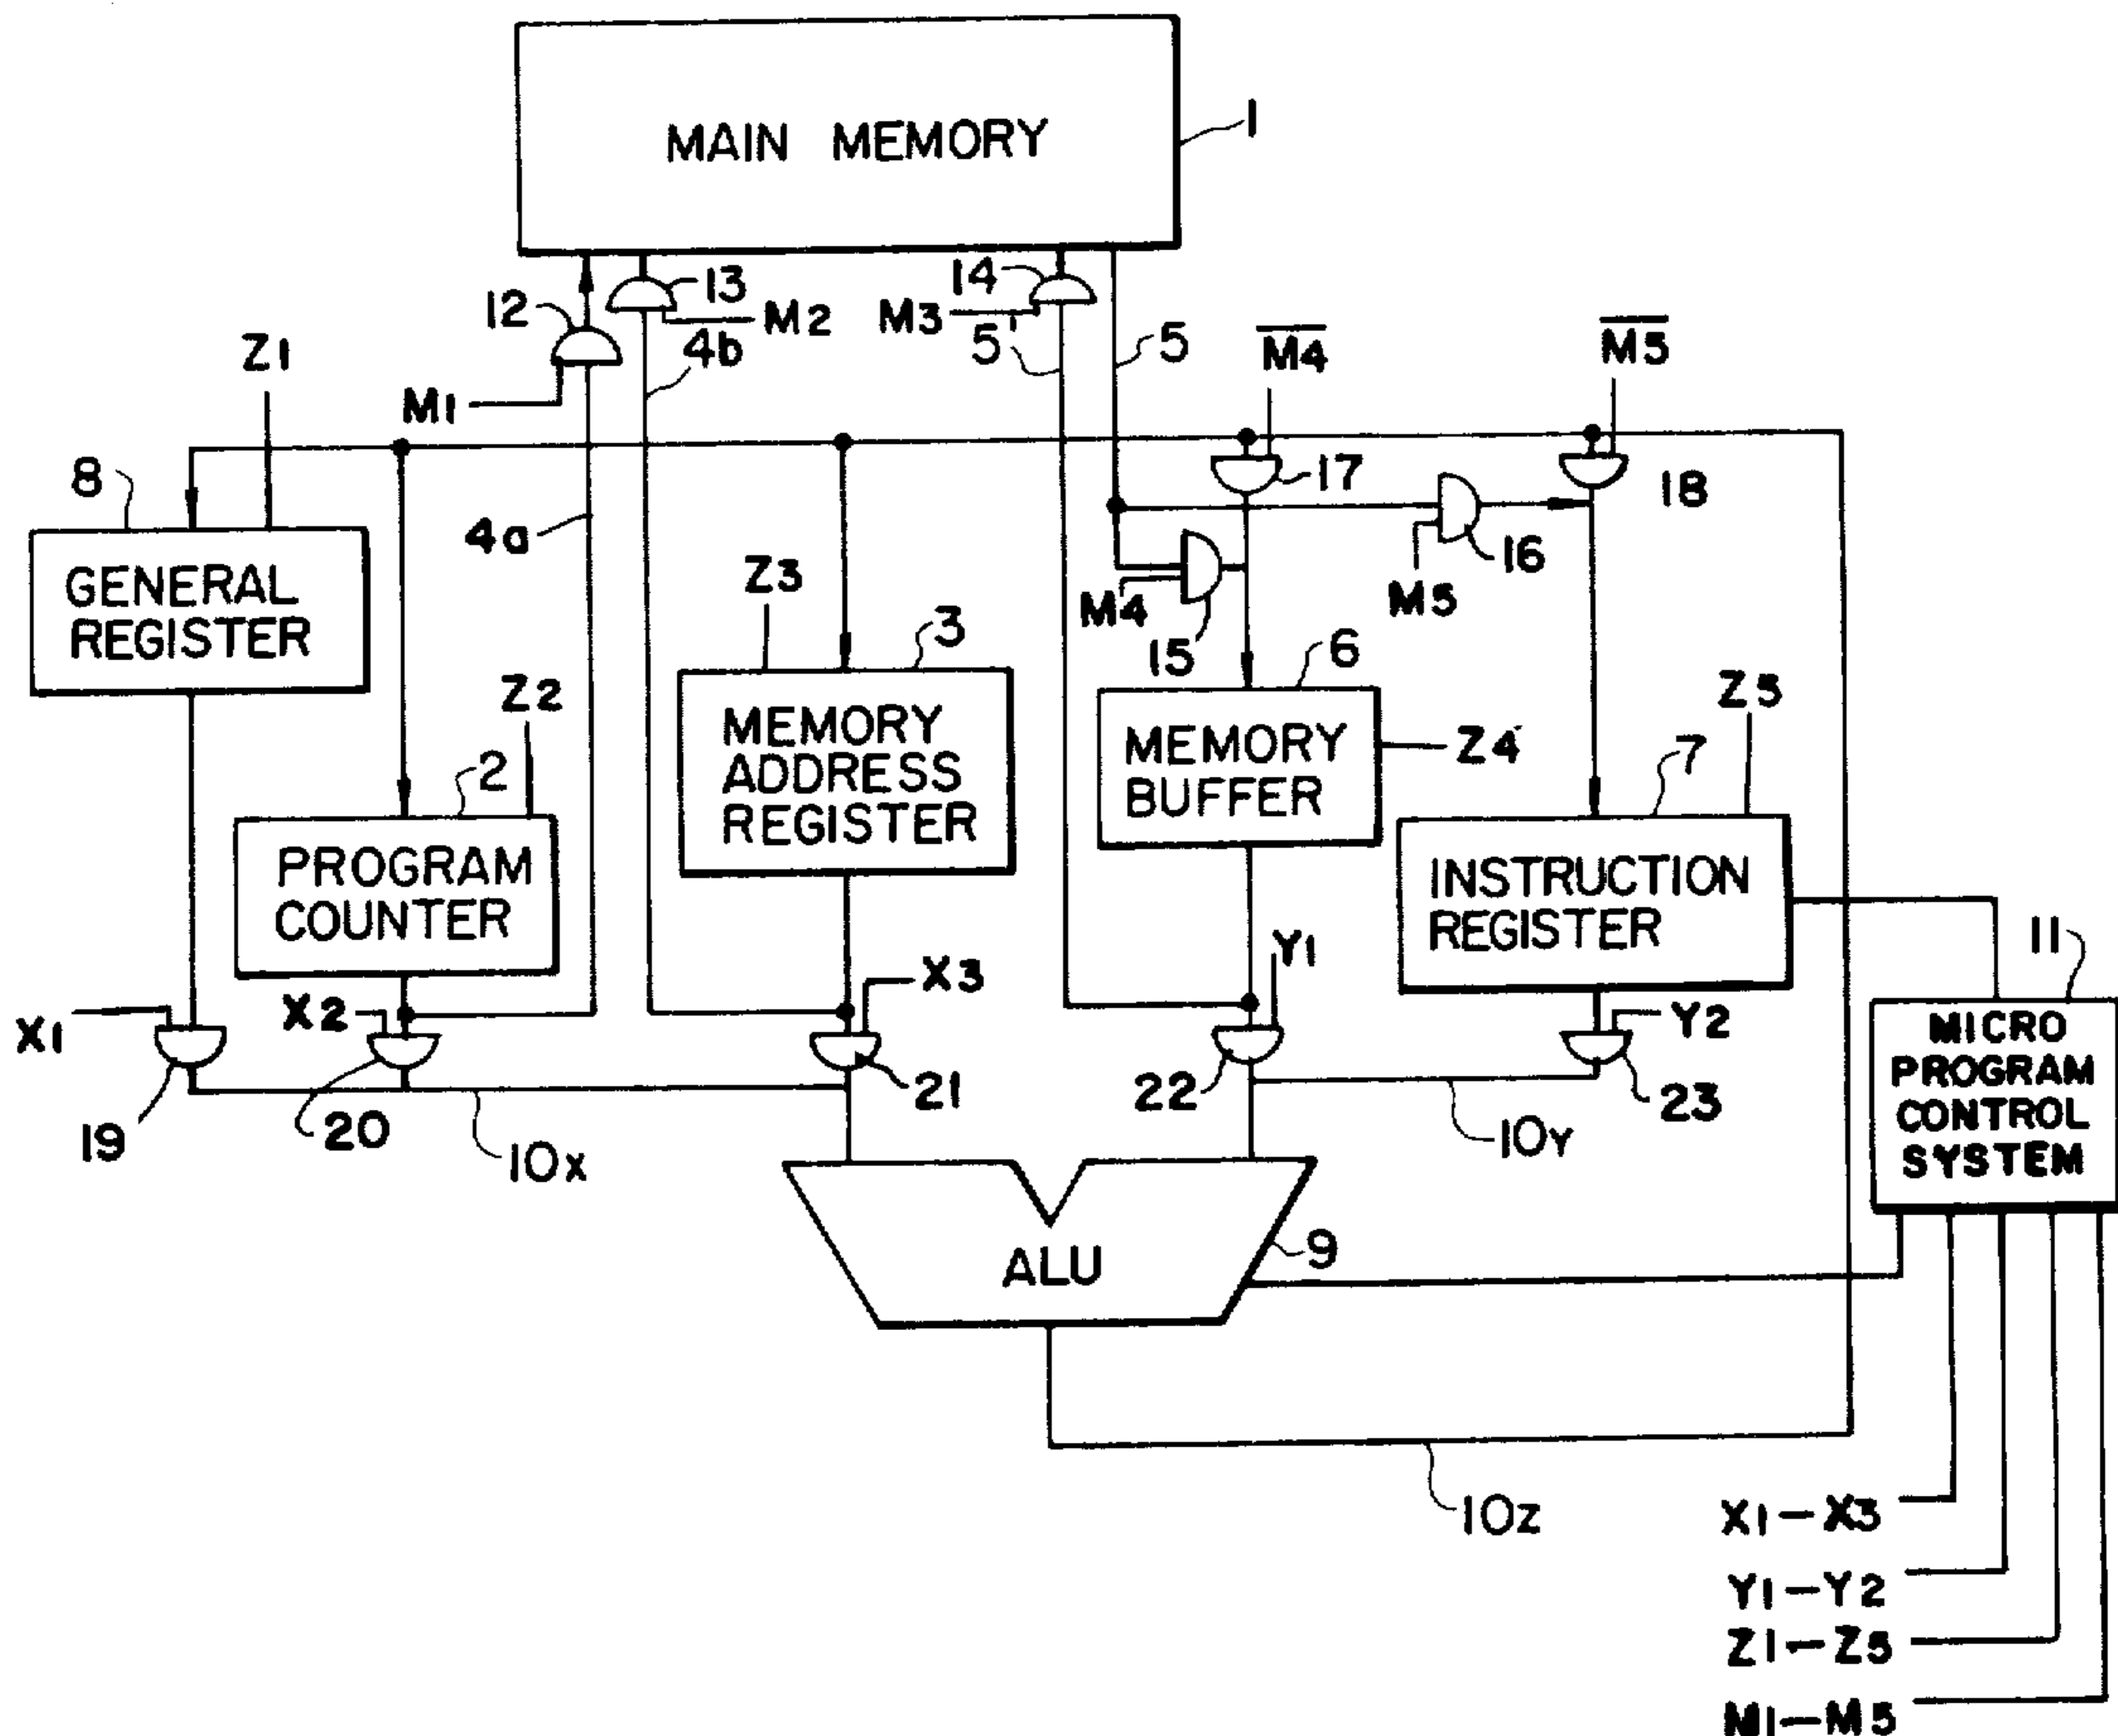 MAIN MEMORY
1
12
13
M2
14
M3
4b
5'
5
M̅4̅
M̅5̅
Z1
M1
8
4a
17
18
16
M5
M4
15
GENERAL
REGISTER
Z3
3
6
Z2
2
MEMORY
ADDRESS
REGISTER
MEMORY
BUFFER
Z4
Z5
7
PROGRAM
COUNTER
INSTRUCTION
REGISTER
11
X1
X2
X3
Y1
Y2
MICRO
PROGRAM
CONTROL
SYSTEM
19
20
10X
21
22
10Y
23
ALU
9
10Z
X1–X3
Y1–Y2
Z1–Z5
M1–M5